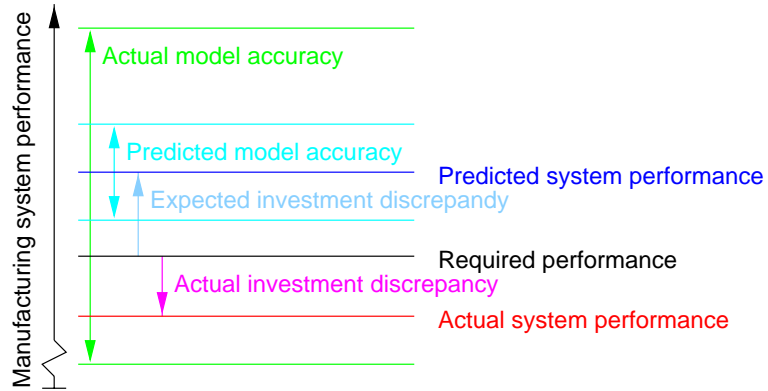 Manufacturing system performance
Actual model accuracy
Predicted model accuracy
Predicted system performance
Expected investment discrepandy
Required performance
Actual investment discrepancy
Actual system performance